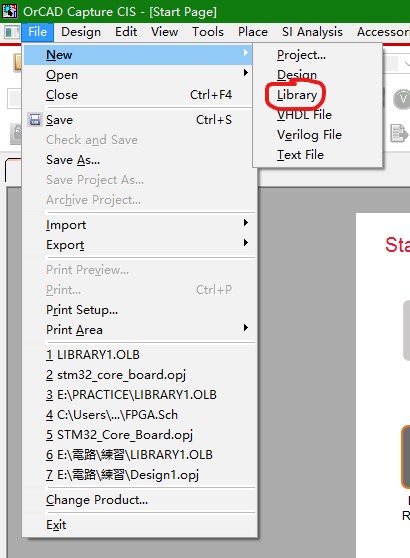 OrCAD Capture CIS - [Start Page]
File Design Edit View Tools Place SI Analysis Accessor
New
Open
Close Ctrl+F4
Save Ctrl+S
Check and Save
Save As...
Save Project As...
Archive Project...
Import
Export
Print Preview...
Print... Ctrl+P
Print Setup...
Print Area
1 LIBRARY1.OLB
2 stm32_core_board.opj
3 E:\PRACTICE\LIBRARY1.OLB
4 C:\Users\...\FPGA.Sch
5 STM32_Core_Board.opj
6 E:\電路\練習\LIBRARY1.OLB
7 E:\電路\練習\Design1.opj
Change Product...
Exit
Project...
Design
Library
VHDL File
Verilog File
Text File
V
Sta
R